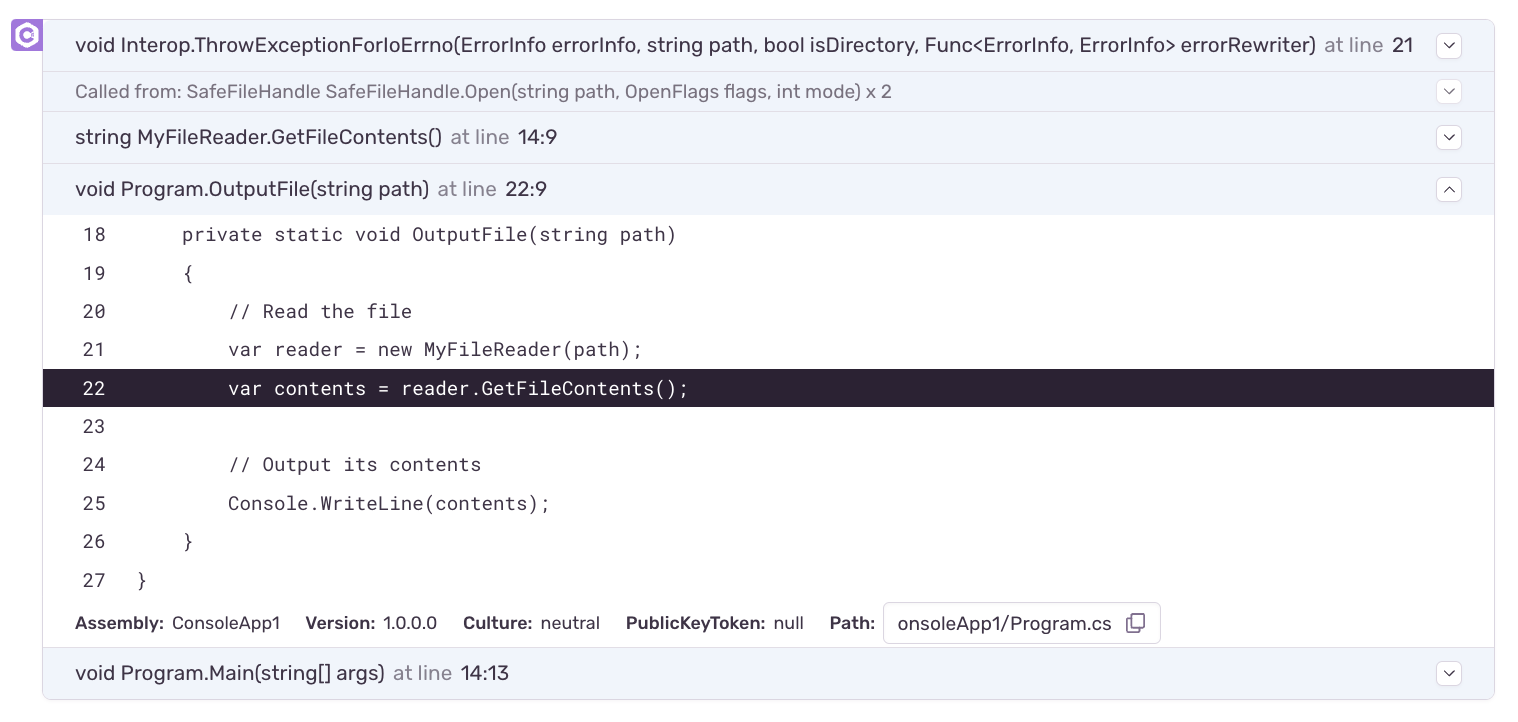 void Interop.ThrowExceptionForIoErrno(ErrorInfo errorInfo, string path, bool isDirectory, Func<ErrorInfo, ErrorInfo> errorRewriter) at line 21
Called from: SafeFileHandle SafeFileHandle.Open(string path, OpenFlags flags, int mode) x 2
string MyFileReader.GetFileContents() at line 14:9
void Program.OutputFile(string path) at line 22:9
18 private static void OutputFile(string path)
19 {
20 // Read the file
21 var reader = new MyFileReader(path);
22 var contents = reader.GetFileContents();
23
24 // Output its contents
25 Console.WriteLine(contents);
26 }
27 }
Assembly: ConsoleApp1 Version: 1.0.0.0 Culture: neutral PublicKeyToken: null Path: onsoleApp1/Program.cs
void Program.Main(string[] args) at line 14:13